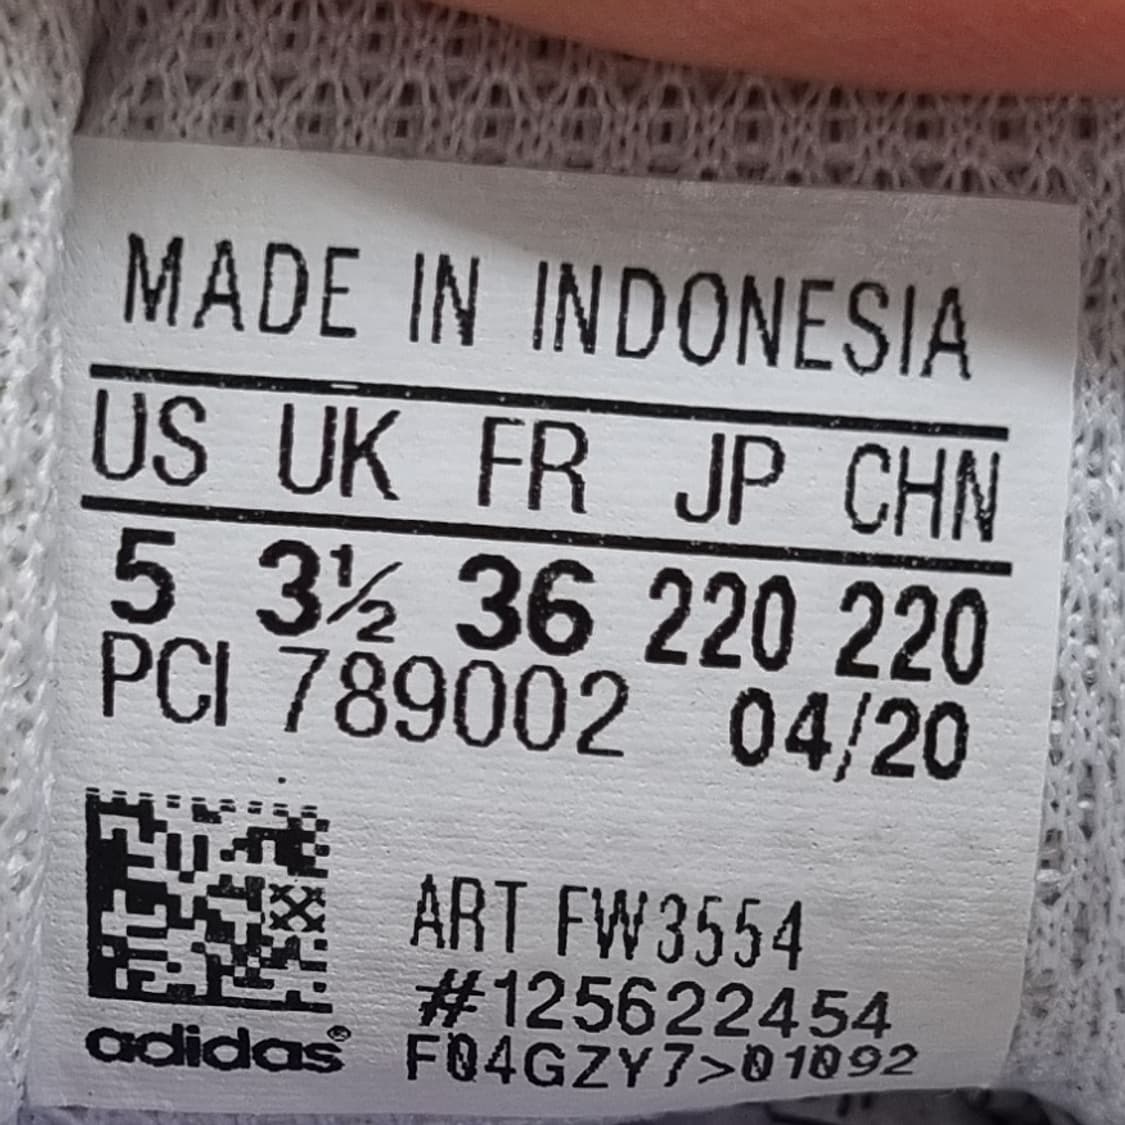 MADE IN INDONESIA
US UK FR JP CHN
5 3½ 36 220 220
PCI 789002 04/20
ART FW3554
#125622454
adidas® F04GZY7>01092